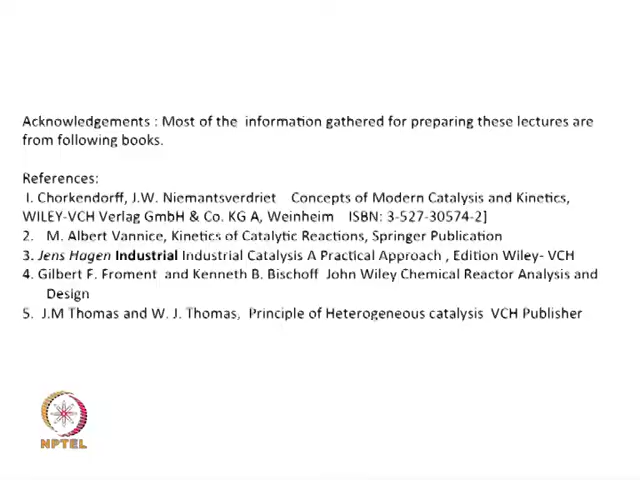 Acknowledgements : Most of the information gathered for preparing these lectures are
from following books.
References:
I. Chorkendorff, J.W. Niemantsverdriet Concepts of Modern Catalysis and Kinetics,
WILEY-VCH Verlag GmbH & Co. KG A, Weinheim ISBN: 3-527-30574-2]
2. M. Albert Vannice, Kinetics of Catalytic Reactions, Springer Publication
3. Jens Hagen Industrial Industrial Catalysis A Practical Approach , Edition Wiley- VCH
4. Gilbert F. Froment and Kenneth B. Bischoff John Wiley Chemical Reactor Analysis and
Design
5. J.M Thomas and W. J. Thomas, Principle of Heterogeneous catalysis VCH Publisher
NPTEL